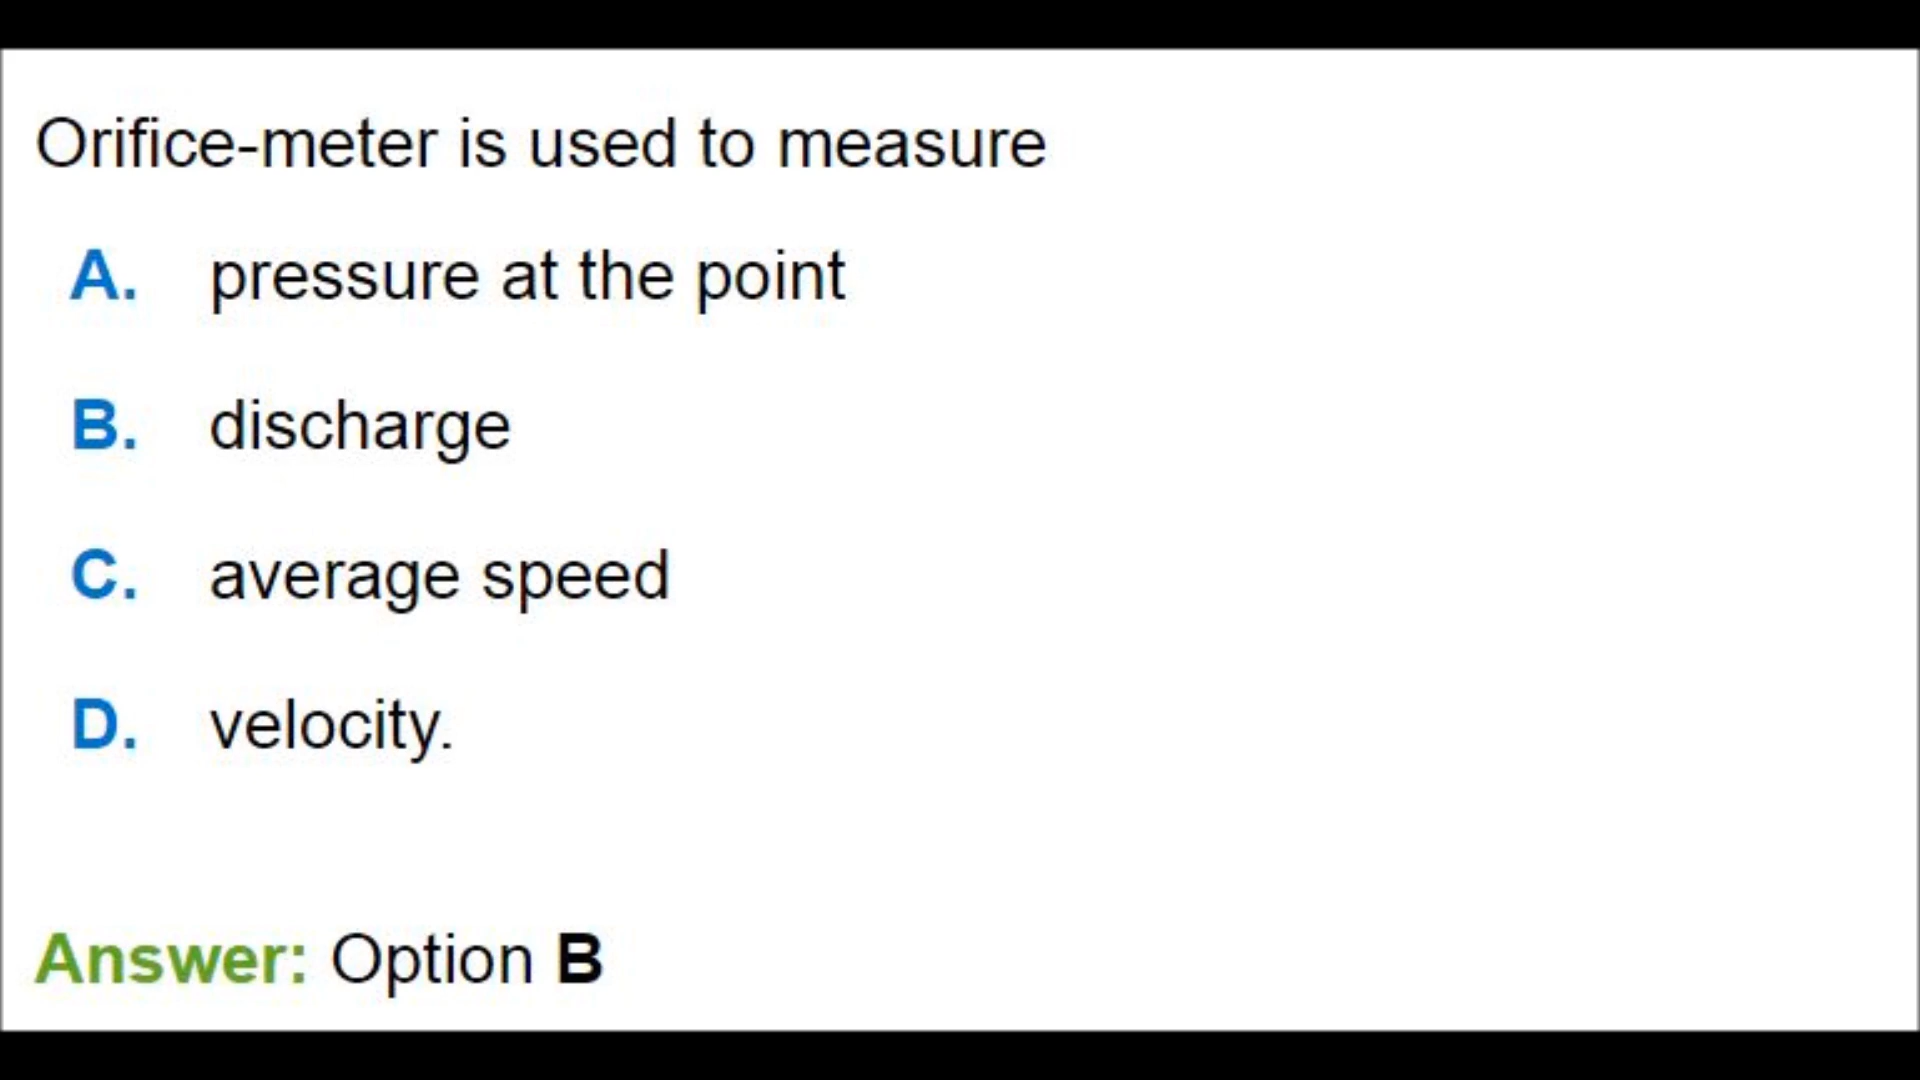 Orifice-meter is used to measure
A. pressure at the point
B. discharge
C. average speed
D. velocity.
Answer: Option B